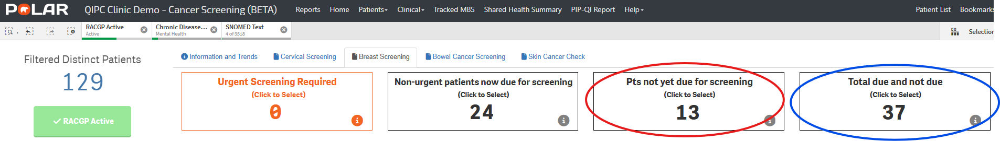 POLAR QIPC Clinic Demo - Cancer Screening (BETA) Reports Home Patients Clinical Tracked MBS Shared Health Summary PIP-QI Report Help Patient List Bookmarks
RACGP Active
Active
Chronic Disease...
Mental Health
SNOMED Text
4 of 3518
Selection
Filtered Distinct Patients
129
RACGP Active
Information and Trends Cervical Screening Breast Screening Bowel Cancer Screening Skin Cancer Check
Urgent Screening Required
(Click to Select)
0
Non-urgent patients now due for screening
(Click to Select)
24
Pts not yet due for screening
(Click to Select)
13
Total due and not due
(Click to Select)
37